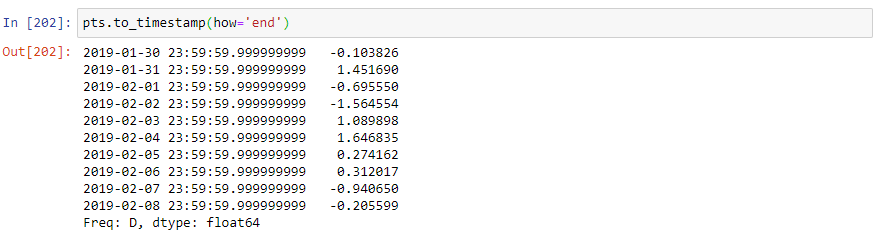 In [202]: pts.to_timestamp(how='end')
Out[202]: 2019-01-30 23:59:59.999999999   -0.103826
2019-01-31 23:59:59.999999999    1.451690
2019-02-01 23:59:59.999999999   -0.695550
2019-02-02 23:59:59.999999999   -1.564554
2019-02-03 23:59:59.999999999    1.089898
2019-02-04 23:59:59.999999999    1.646835
2019-02-05 23:59:59.999999999    0.274162
2019-02-06 23:59:59.999999999    0.312017
2019-02-07 23:59:59.999999999   -0.940650
2019-02-08 23:59:59.999999999   -0.205599
Freq: D, dtype: float64